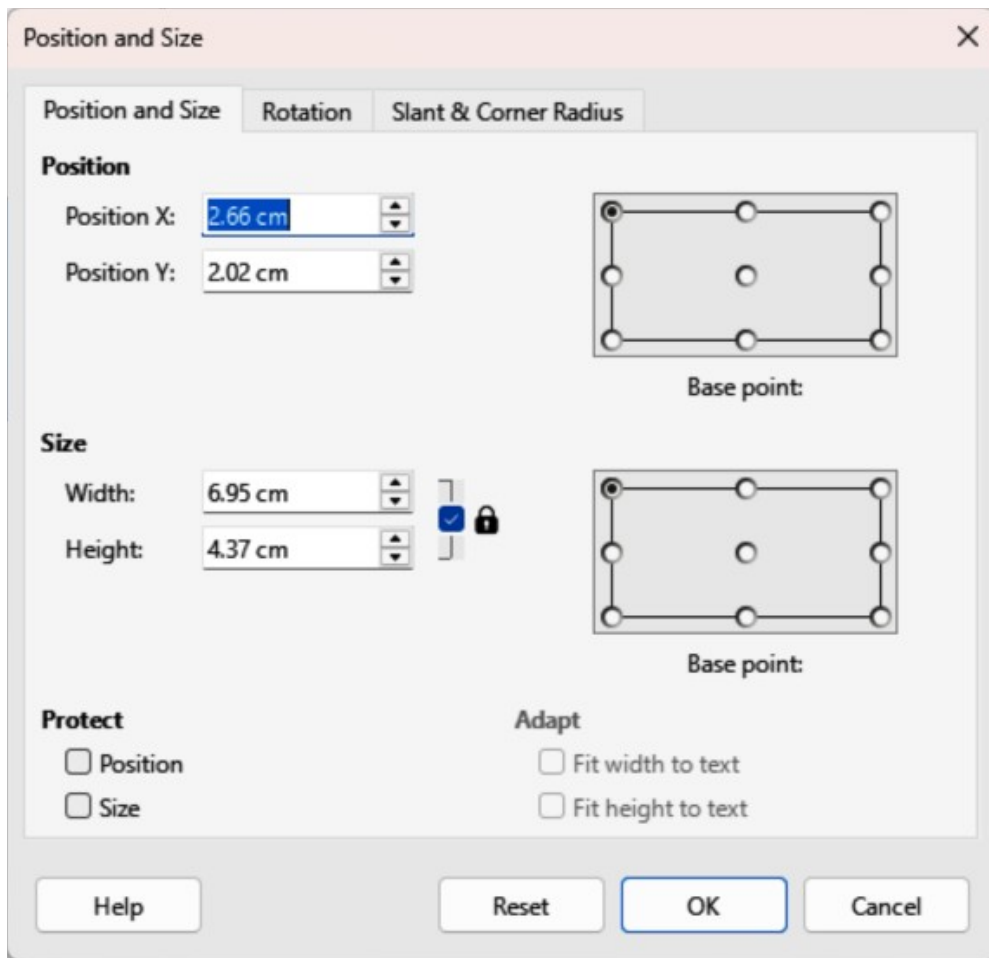 Position and Size
Position and Size Rotation Slant & Corner Radius
Position
Position X: 2.66 cm
Position Y: 2.02 cm
Base point:
Size
Width: 6.95 cm
Height: 4.37 cm
Base point:
Protect Adapt
Position Fit width to text
Size Fit height to text
Help Reset OK Cancel